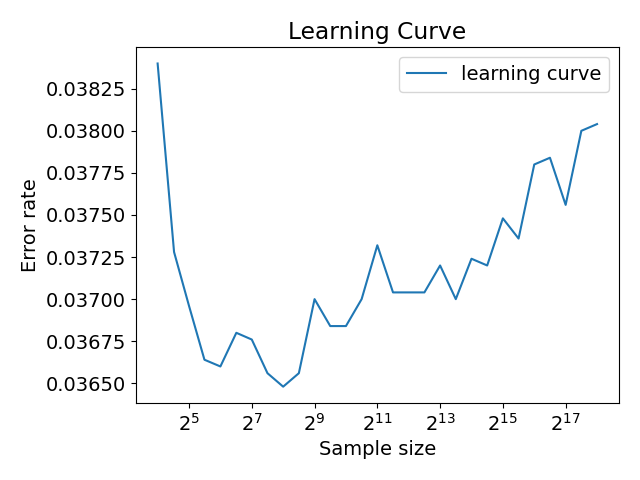 Learning Curve
learning curve
Error rate
0.03825
0.03800
0.03775
0.03750
0.03725
0.03700
0.03675
0.03650
2^5 2^7 2^9 2^11 2^13 2^15 2^17
Sample size